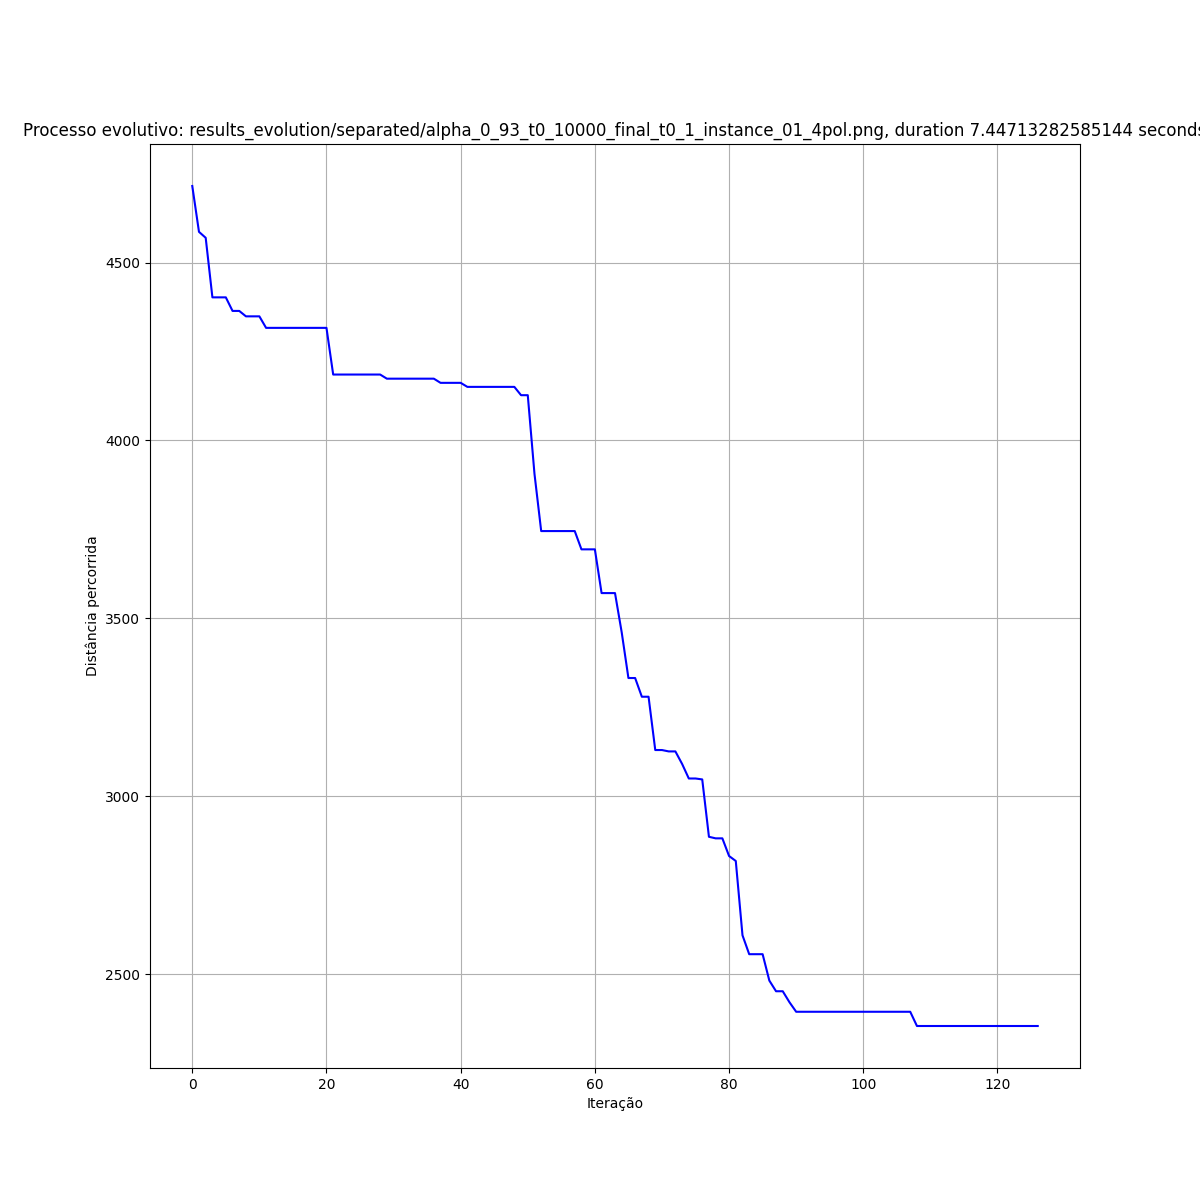 Processo evolutivo: results_evolution/separated/alpha_0_93_t0_10000_final_t0_1_instance_01_4pol.png, duration 7.44713282585144 seconds
4500
4000
3500
3000
2500
Distância percorrida
0 20 40 60 80 100 120
Iteração